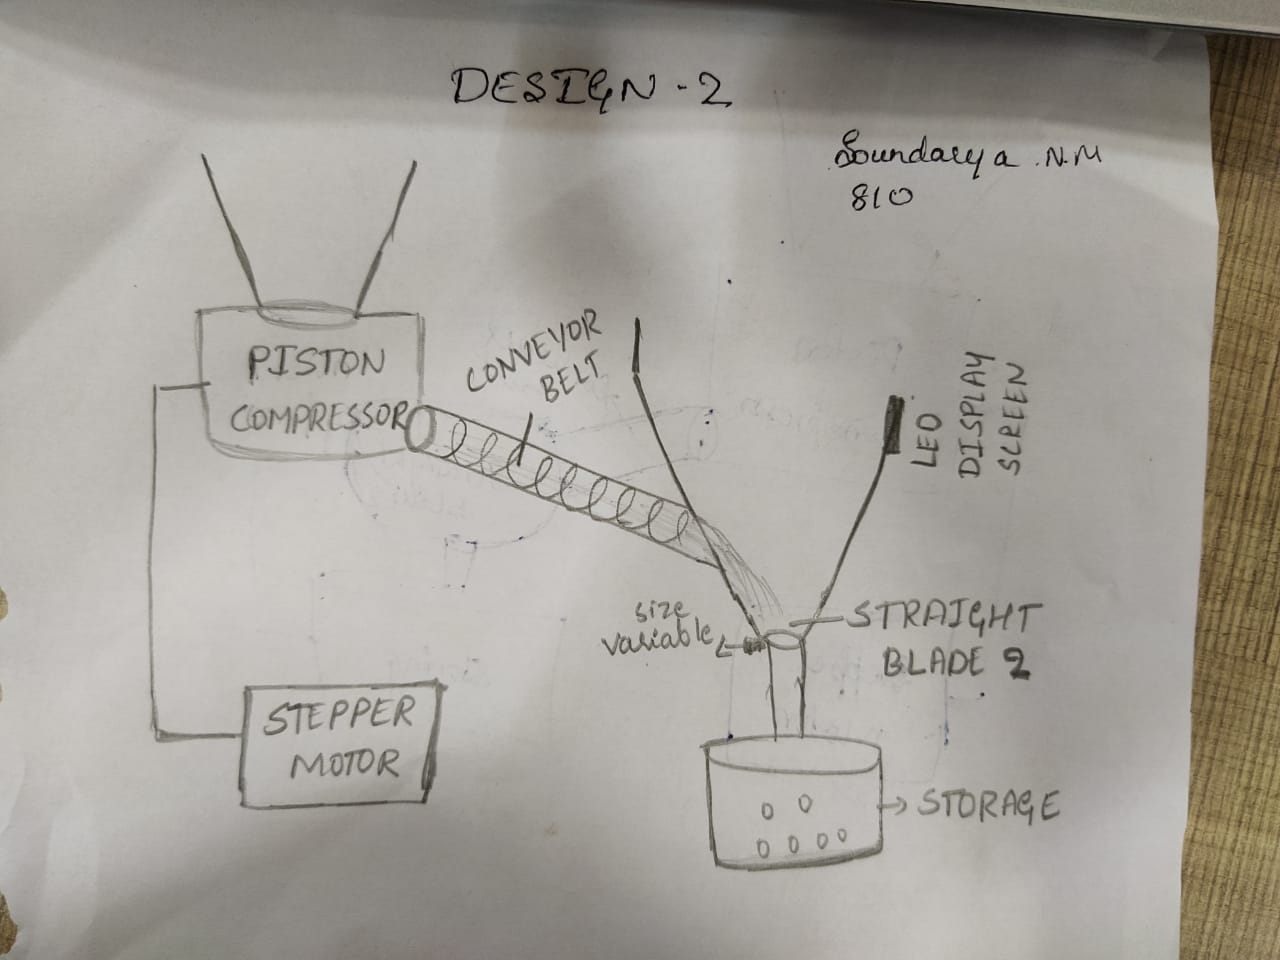 DESIGN - 2
Soundarya .N.M
810
PISTON
COMPRESSOR
CONVEYOR
BELT
LED
DISPLAY
SCREEN
size
variable
STRAIGHT
BLADE 2
STEPPER
MOTOR
STORAGE